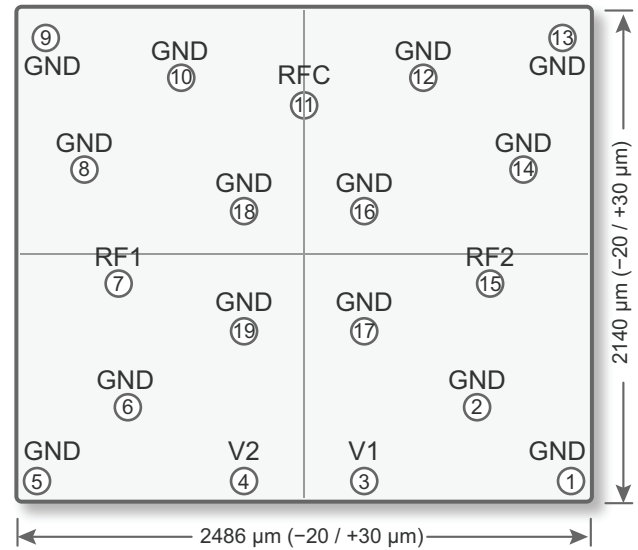 9
GND
GND
10
RFC
11
GND
12
13
GND
GND
8
GND
14
GND
18
GND
16
RF1
7
RF2
15
GND
19
GND
17
GND
6
GND
2
GND
5
V2
4
V1
3
GND
1
2140 µm (−20 / +30 µm)
2486 µm (−20 / +30 µm)